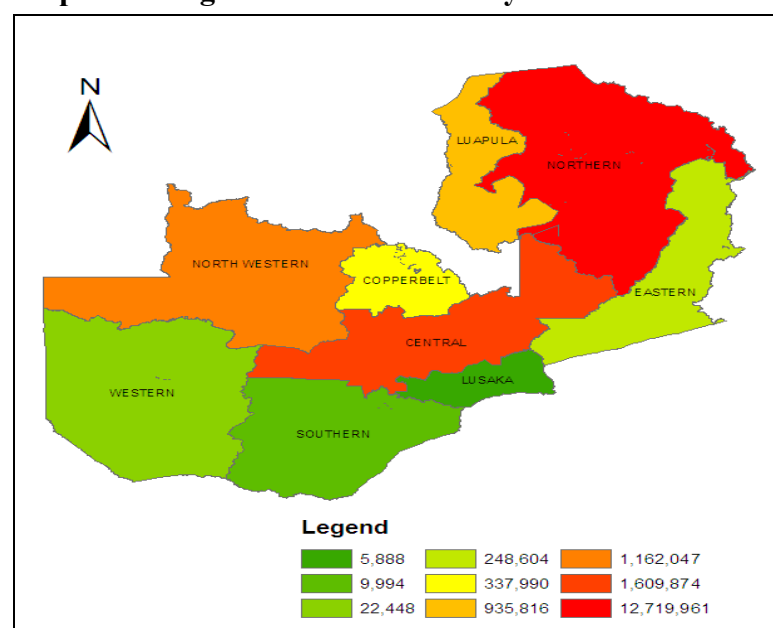 N
LUAPULA
NORTHERN
NORTH WESTERN
COPPERBELT
EASTERN
CENTRAL
LUSAKA
WESTERN
SOUTHERN
Legend
5,888 248,604 1,162,047
9,994 337,990 1,609,874
22,448 935,816 12,719,961